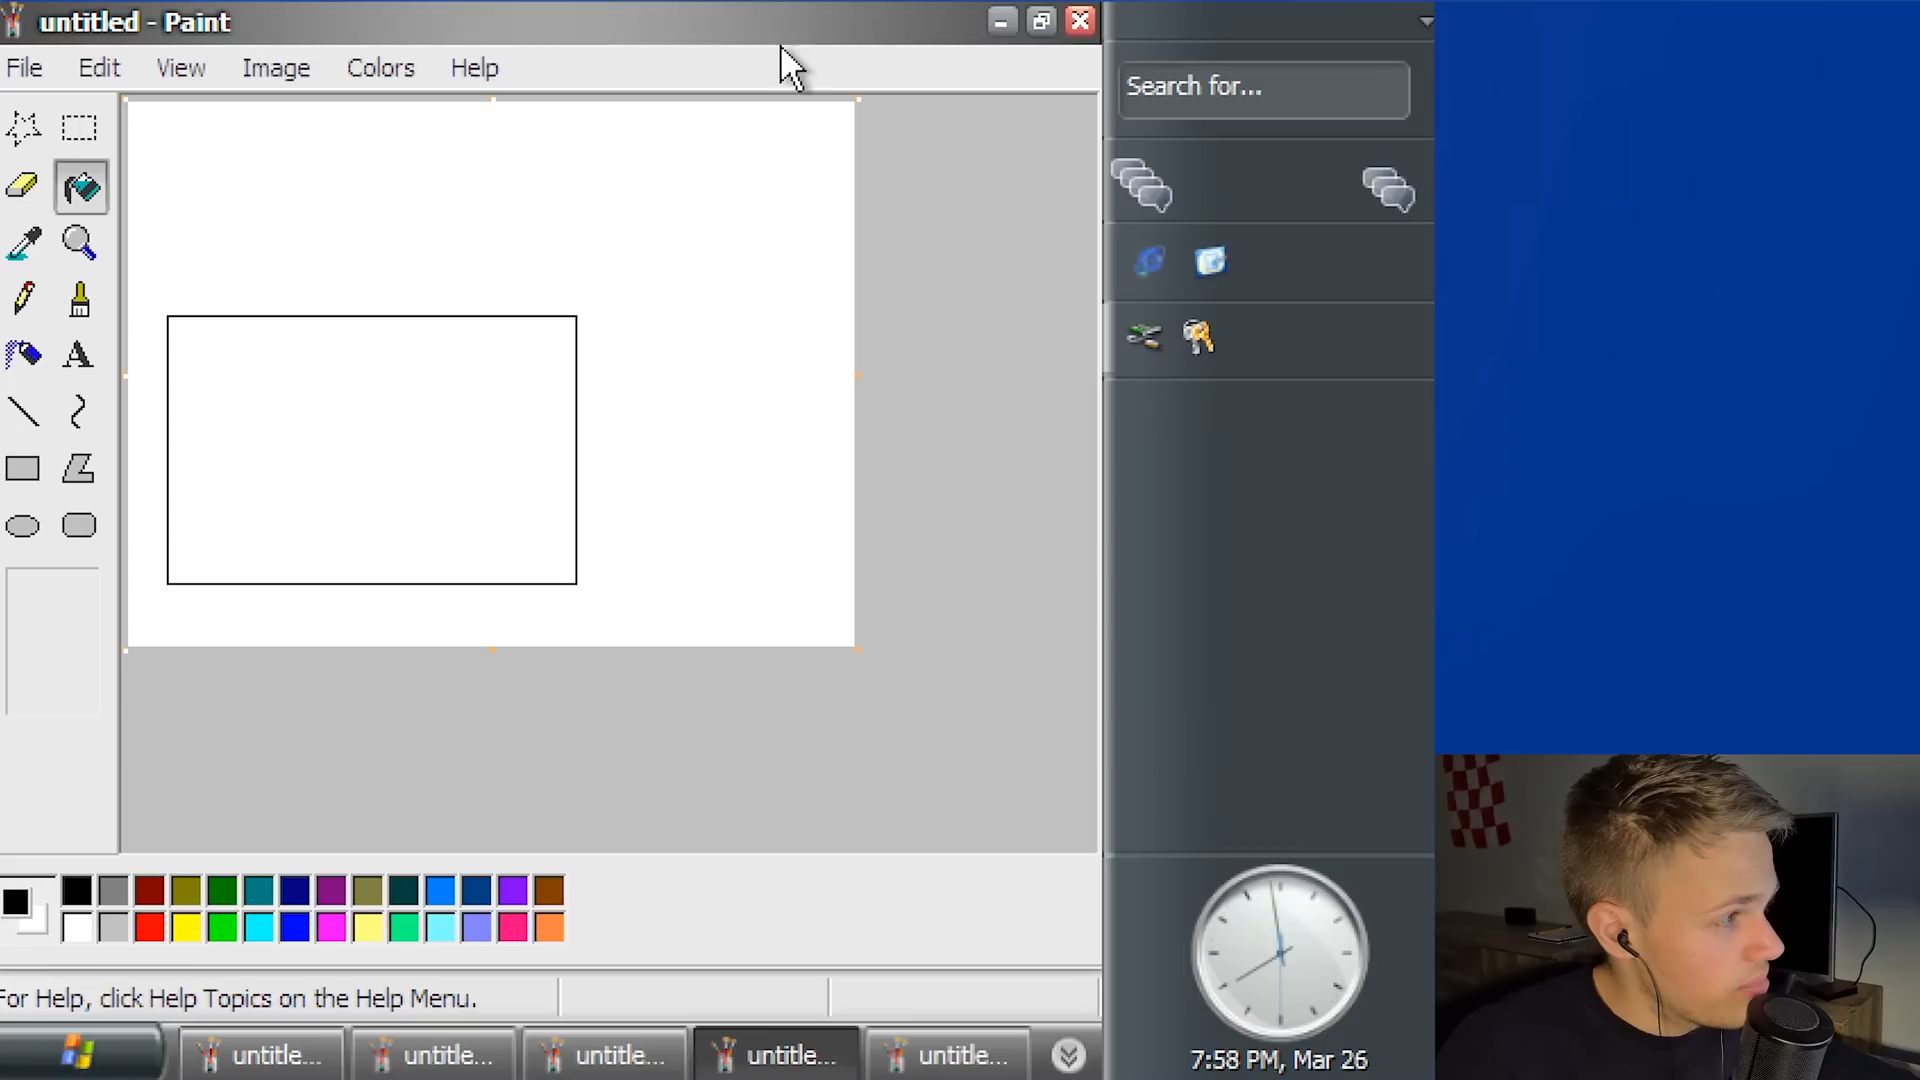 untitled - Paint
File Edit View Image Colors Help
Search for...
A
For Help, click Help Topics on the Help Menu.
untitle... untitle... untitle... untitle... untitle...
7:58 PM, Mar 26